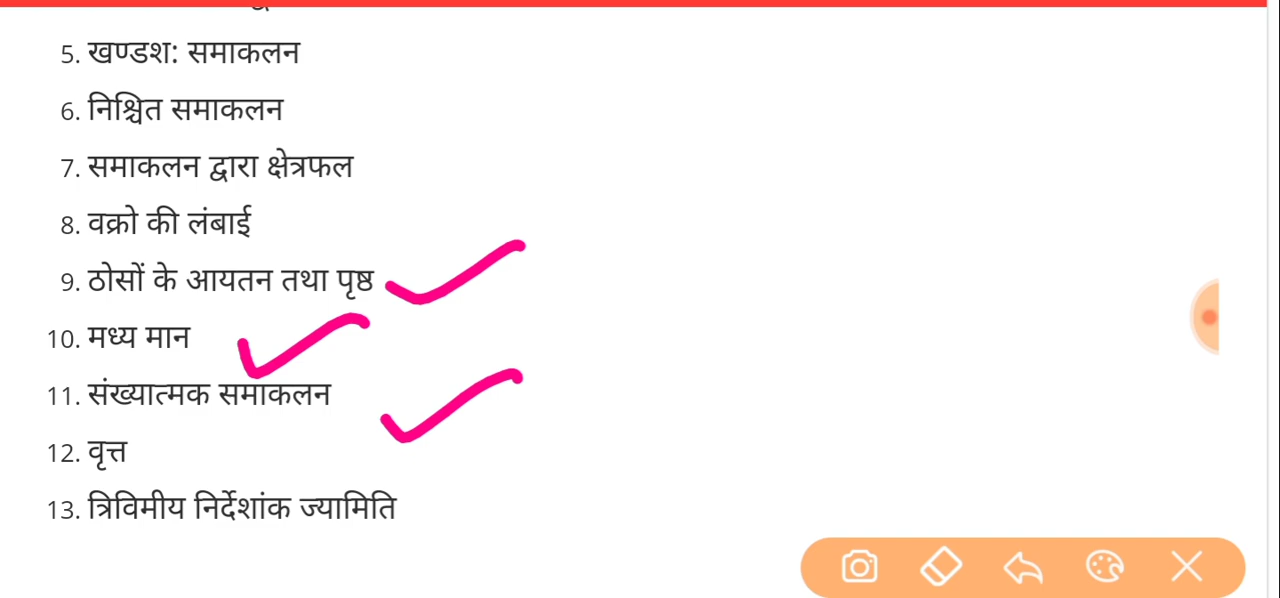 5. खण्डश: समाकलन
6. निश्चित समाकलन
7. समाकलन द्वारा क्षेत्रफल
8. वक्रो की लंबाई
9. ठोसों के आयतन तथा पृष्ठ
10. मध्य मान
11. संख्यात्मक समाकलन
12. वृत्त
13. त्रिविमीय निर्देशांक ज्यामिति